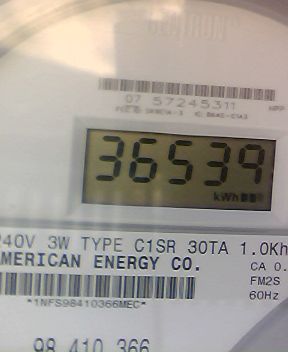 07 57245311
36539
kWh
240V 3W TYPE C1SR 30TA 1.0Kh
AMERICAN ENERGY CO.
CA 0.
FM2S
60Hz
*1NFS98410366MEC*
98 410 366